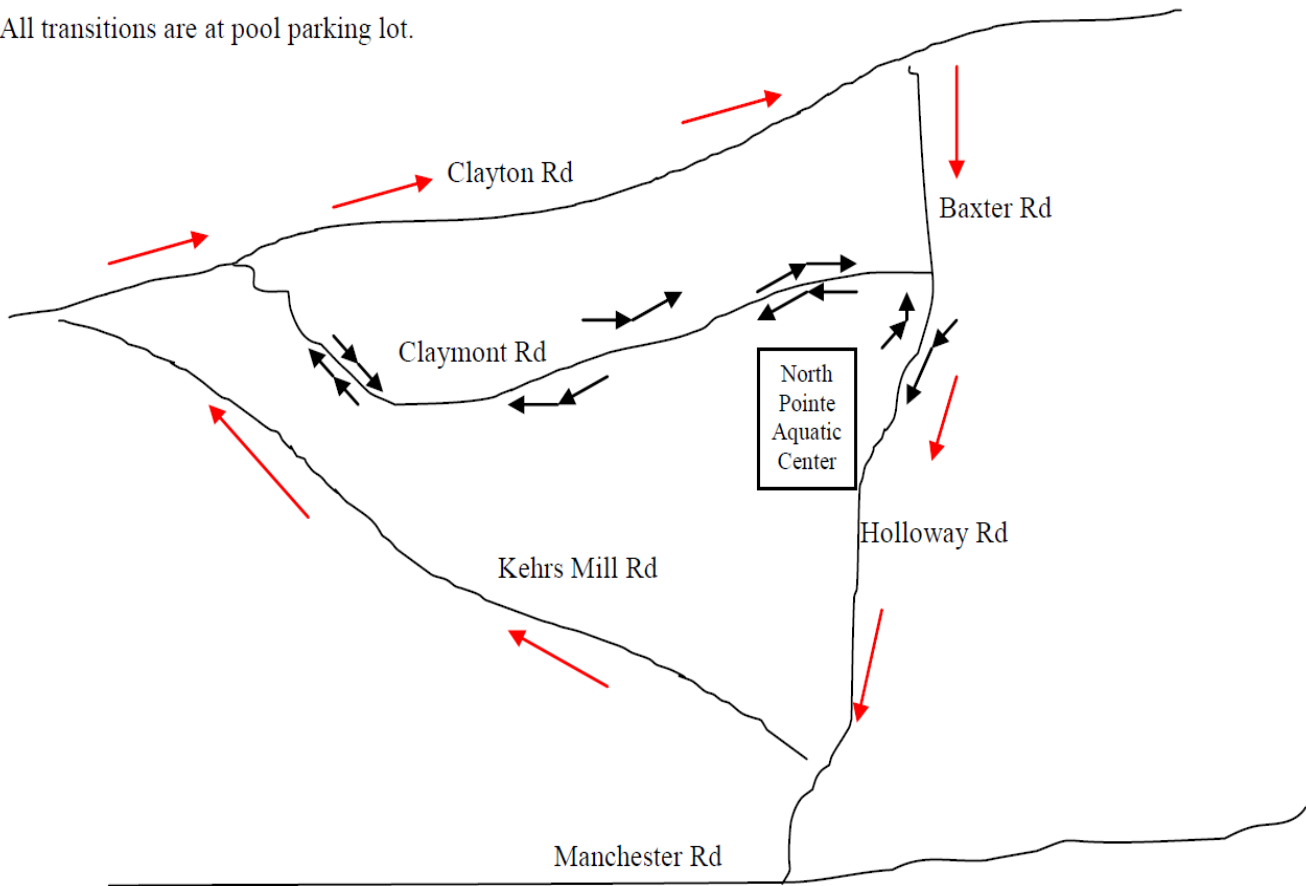 All transitions are at pool parking lot.
Clayton Rd
Baxter Rd
Claymont Rd
North
Pointe
Aquatic
Center
Holloway Rd
Kehrs Mill Rd
Manchester Rd